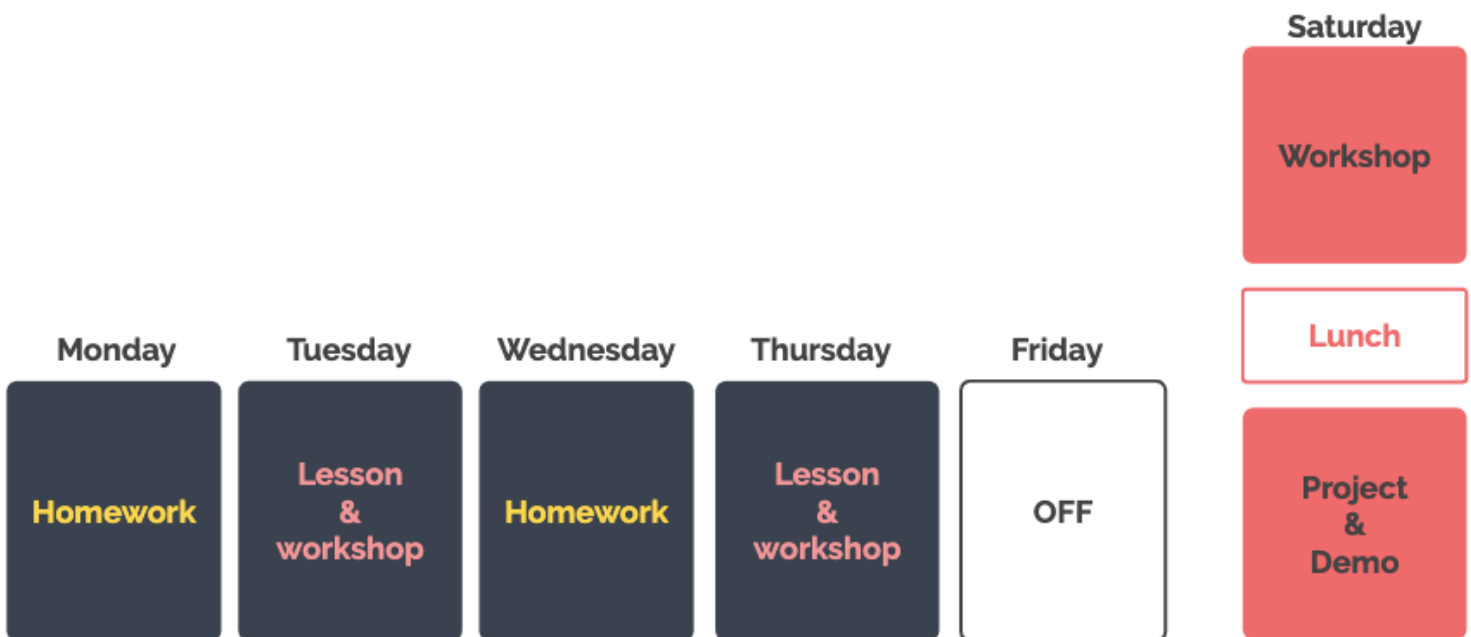 Saturday
Workshop
Lunch
Monday
Tuesday
Wednesday
Thursday
Friday
Homework
Lesson
&
workshop
Homework
Lesson
&
workshop
OFF
Project
&
Demo